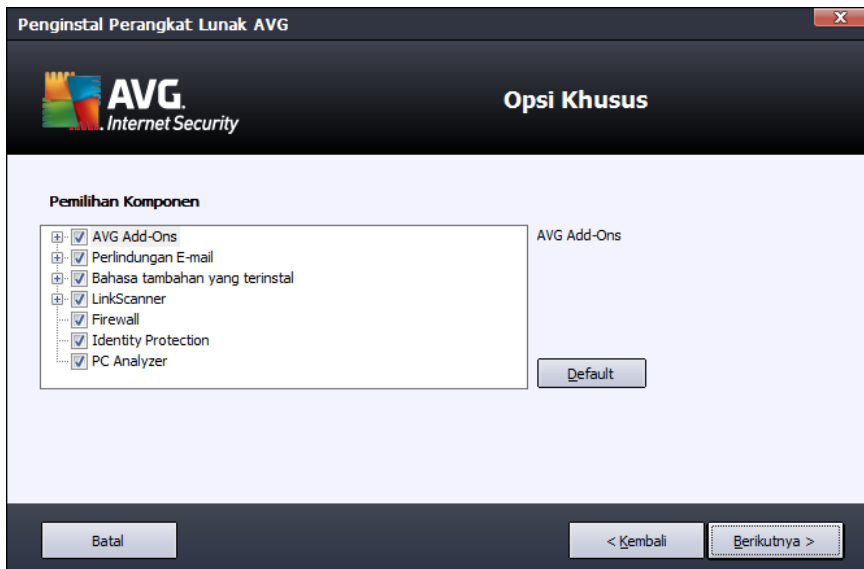 Penginstal Perangkat Lunak AVG
X
AVG.
Internet Security
Opsi Khusus
Pemilihan Komponen
AVG Add-Ons
Perlindungan E-mail
Bahasa tambahan yang terinstal
LinkScanner
Firewall
Identity Protection
PC Analyzer
AVG Add-Ons
Default
Batal
< Kembali
Berikutnya >